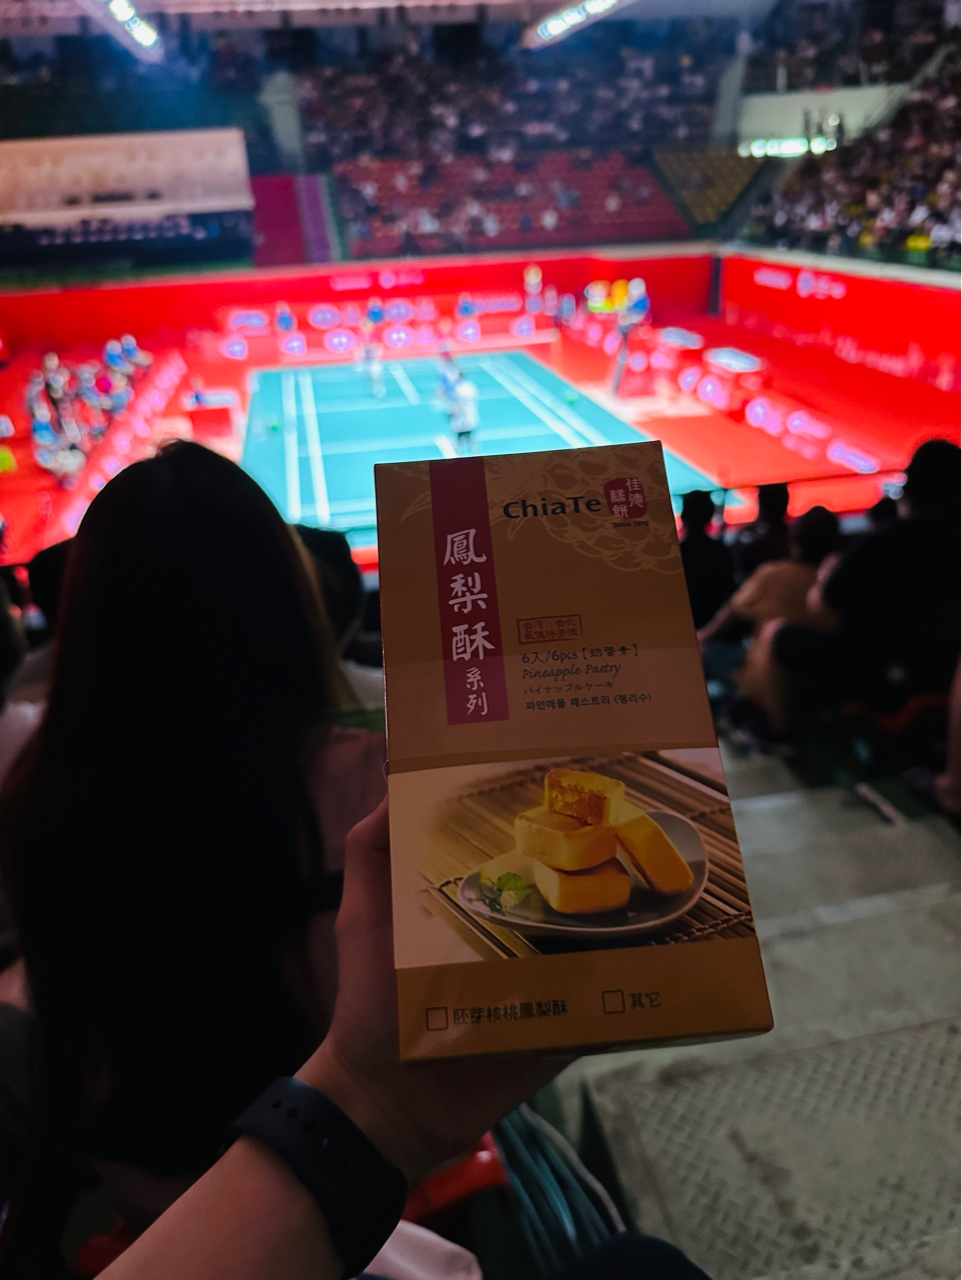 ChiaTe
佳德
糕餅
Since 1975
鳳梨酥系列
6入/6pcs【奶蛋素】
Pineapple Pastry
パイナップルケーキ
파인애플 페스트리 (펑리수)
胚芽核桃鳳梨酥
其它